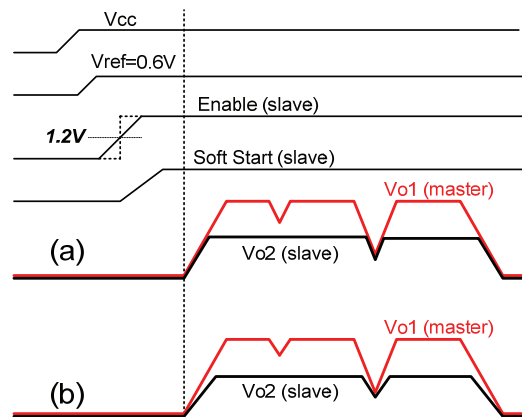 Vcc
Vref=0.6V
Enable (slave)
1.2V
Soft Start (slave)
Vo1 (master)
(a)
Vo2 (slave)
Vo1 (master)
(b)
Vo2 (slave)